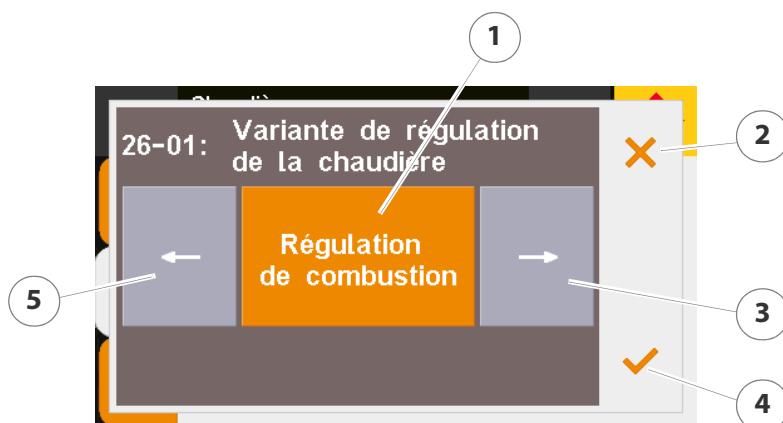 1
26-01: Variante de régulation
de la chaudière
2
Régulation
de combustion
5
3
4